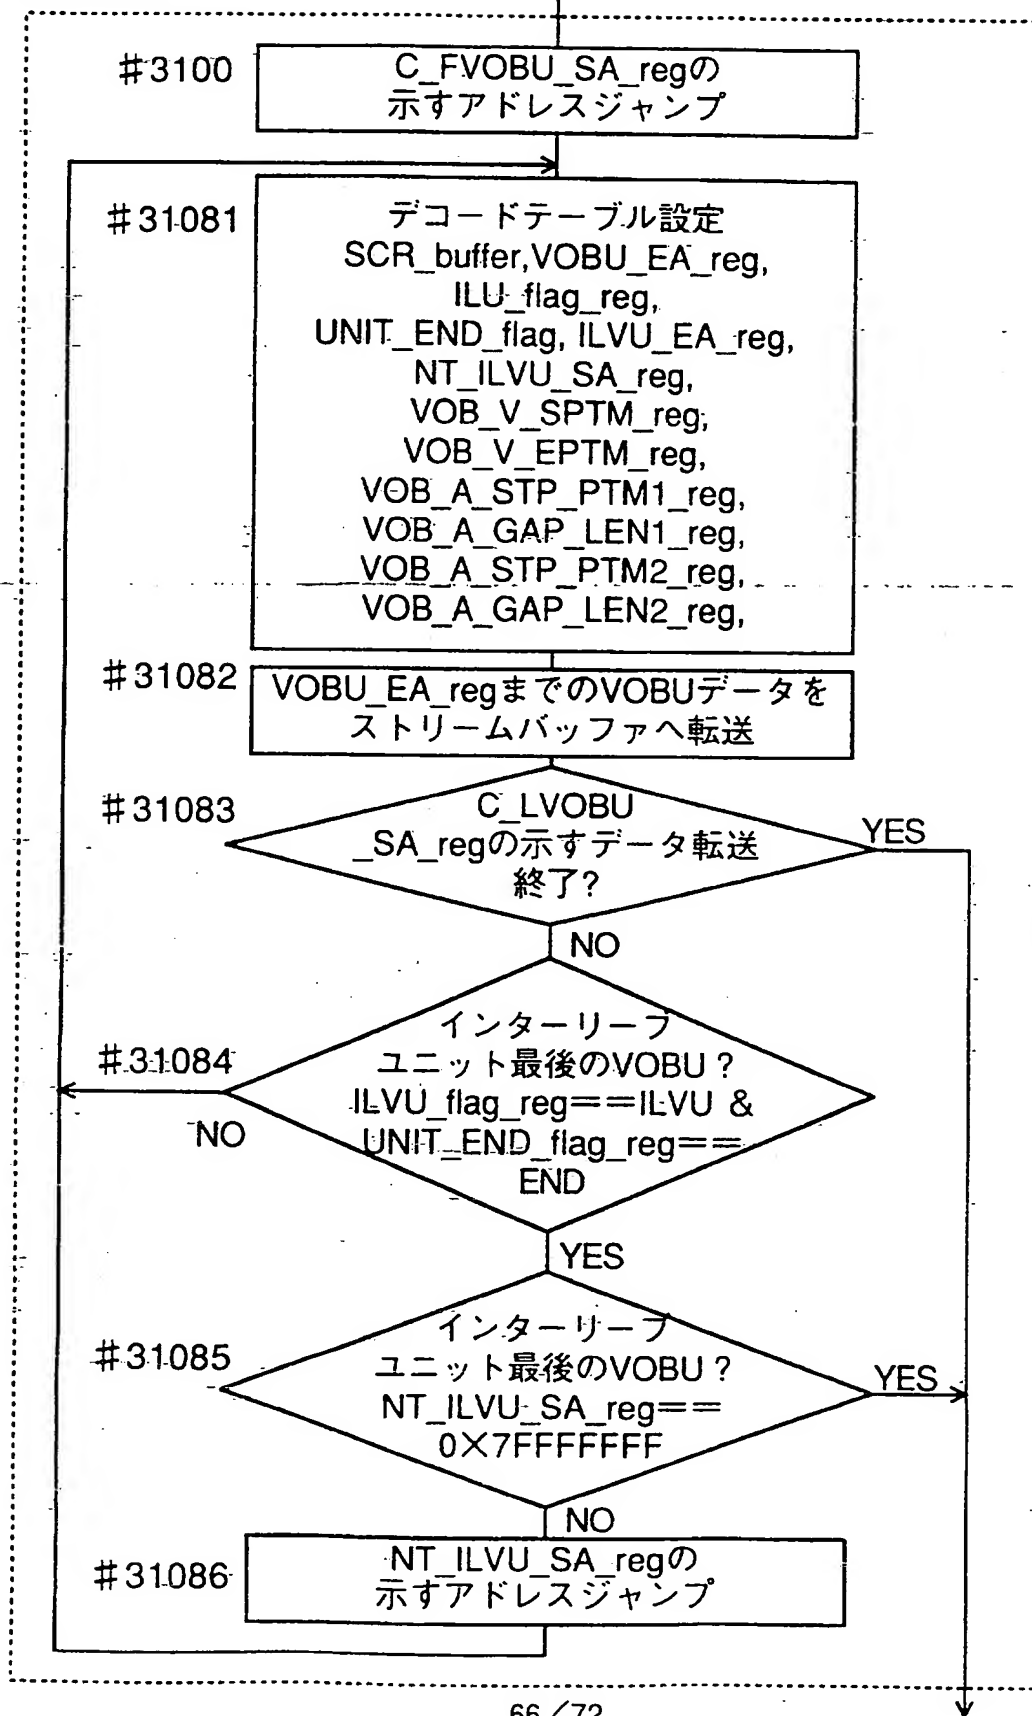 #3100
C_FVOBU_SA_regの
示すアドレスジャンプ
#31081
デコードテーブル設定
SCR_buffer,VOBU_EA_reg,
ILU_flag_reg,
UNIT_END_flag, ILVU_EA_reg,
NT_ILVU_SA_reg,
VOB_V_SPTM_reg,
VOB_V_EPTM_reg,
VOB_A_STP_PTM1_reg,
VOB_A_GAP_LEN1_reg,
VOB_A_STP_PTM2_reg,
VOB_A_GAP_LEN2_reg,
#31082
VOBU_EA_regまでのVOBUデータを
ストリームバッファへ転送
#31083
C_LVOBU
_SA_regの示すデータ転送
終了?
YES
NO
#31084
インターリーブ
ユニット最後のVOBU?
ILVU_flag_reg==ILVU &
UNIT_END_flag_reg==
END
NO
YES
#31085
インターリーブ
ユニット最後のVOBU?
NT_ILVU_SA_reg==
0×7FFFFFFF
YES
NO
#31086
NT_ILVU_SA_regの
示すアドレスジャンプ
66/72